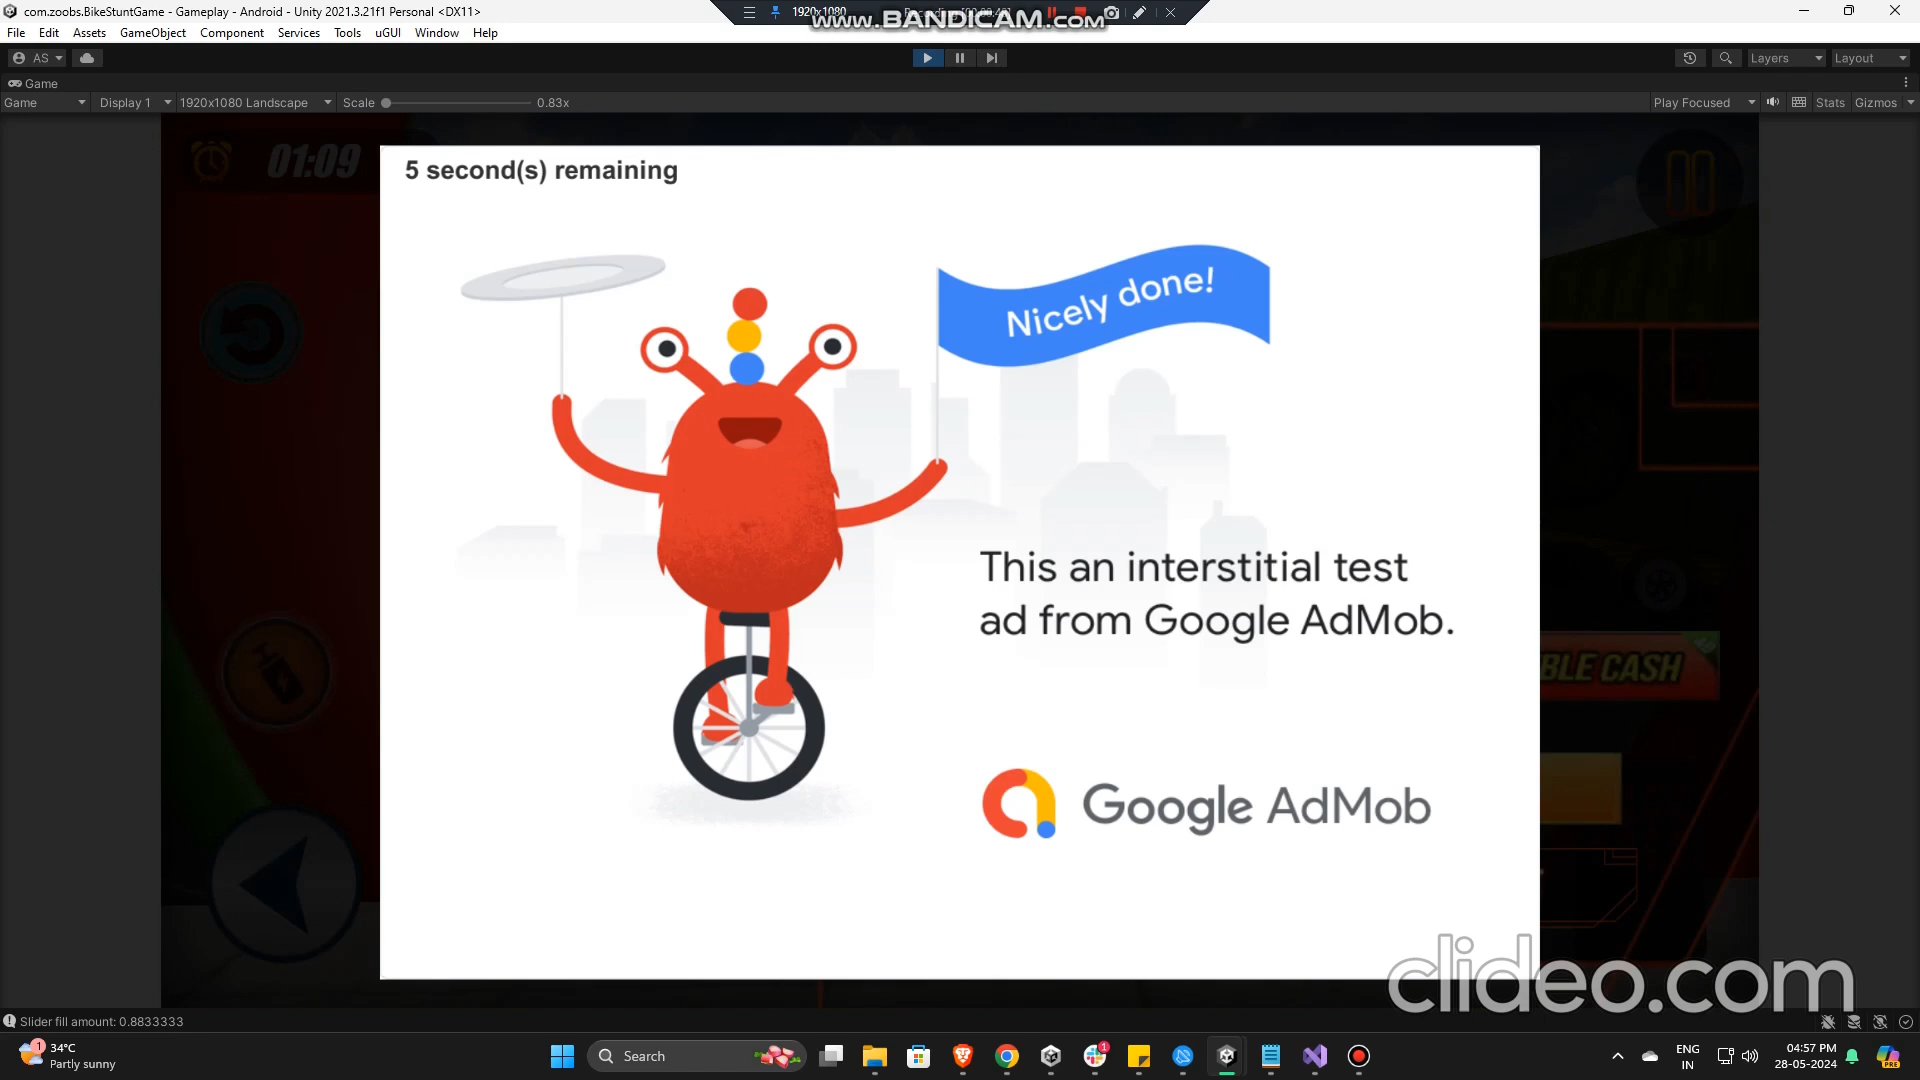 com.zoobs.BikeStuntGame - Gameplay - Android - Unity 2021.3.21f1 Personal <DX11>
1920x1080
www.BANDICAM.com
File Edit Assets GameObject Component Services Tools uGUI Window Help
AS
Layers
Layout
Game
Game
Display 1
1920x1080 Landscape
Scale
0.83x
Play Focused
Stats
Gizmos
01:09
5 second(s) remaining
Nicely done!
This an interstitial test
ad from Google AdMob.
BLE CASH
Google AdMob
clideo.com
Slider fill amount: 0.8833333
1
34°C
Partly sunny
Search
1
ENG
IN
04:57 PM
28-05-2024
PRE